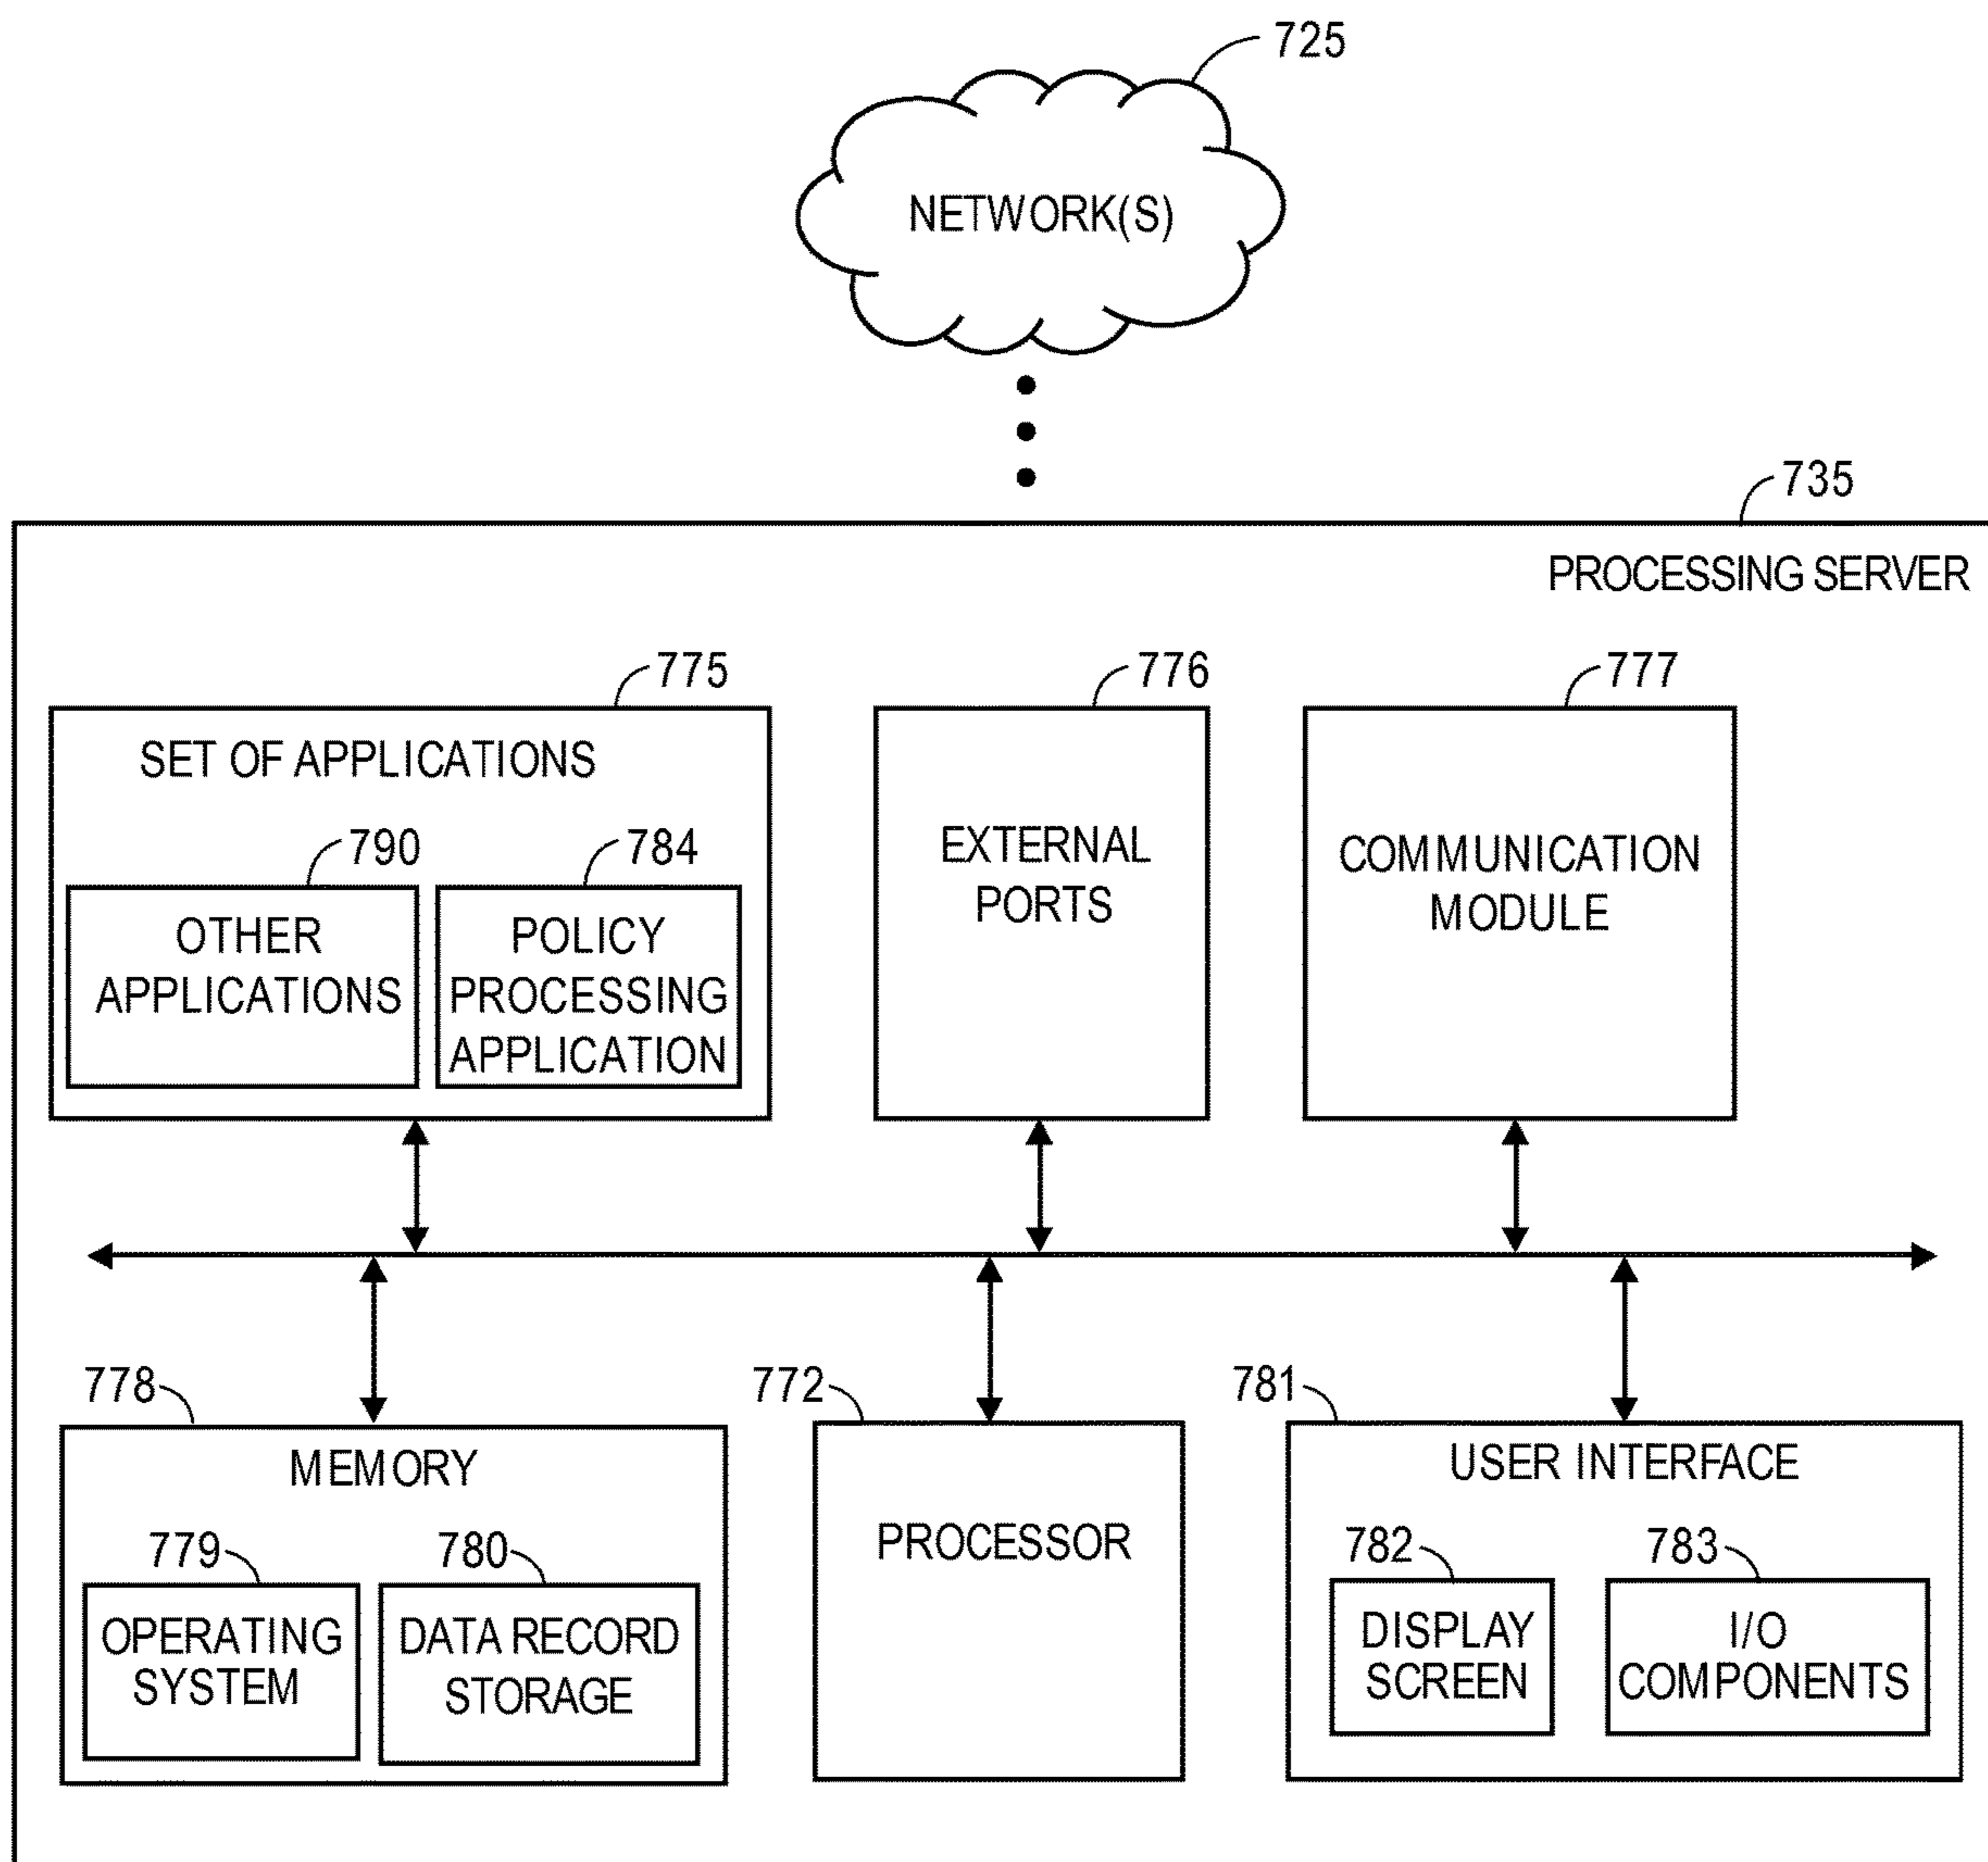 725
NETWORK(S)
735
PROCESSING SERVER
775
776
777
SET OF APPLICATIONS
790
784
OTHER
APPLICATIONS
POLICY
PROCESSING
APPLICATION
EXTERNAL
PORTS
COMMUNICATION
MODULE
778
772
781
MEMORY
779
780
OPERATING
SYSTEM
DATA RECORD
STORAGE
PROCESSOR
USER INTERFACE
782
783
DISPLAY
SCREEN
I/O
COMPONENTS